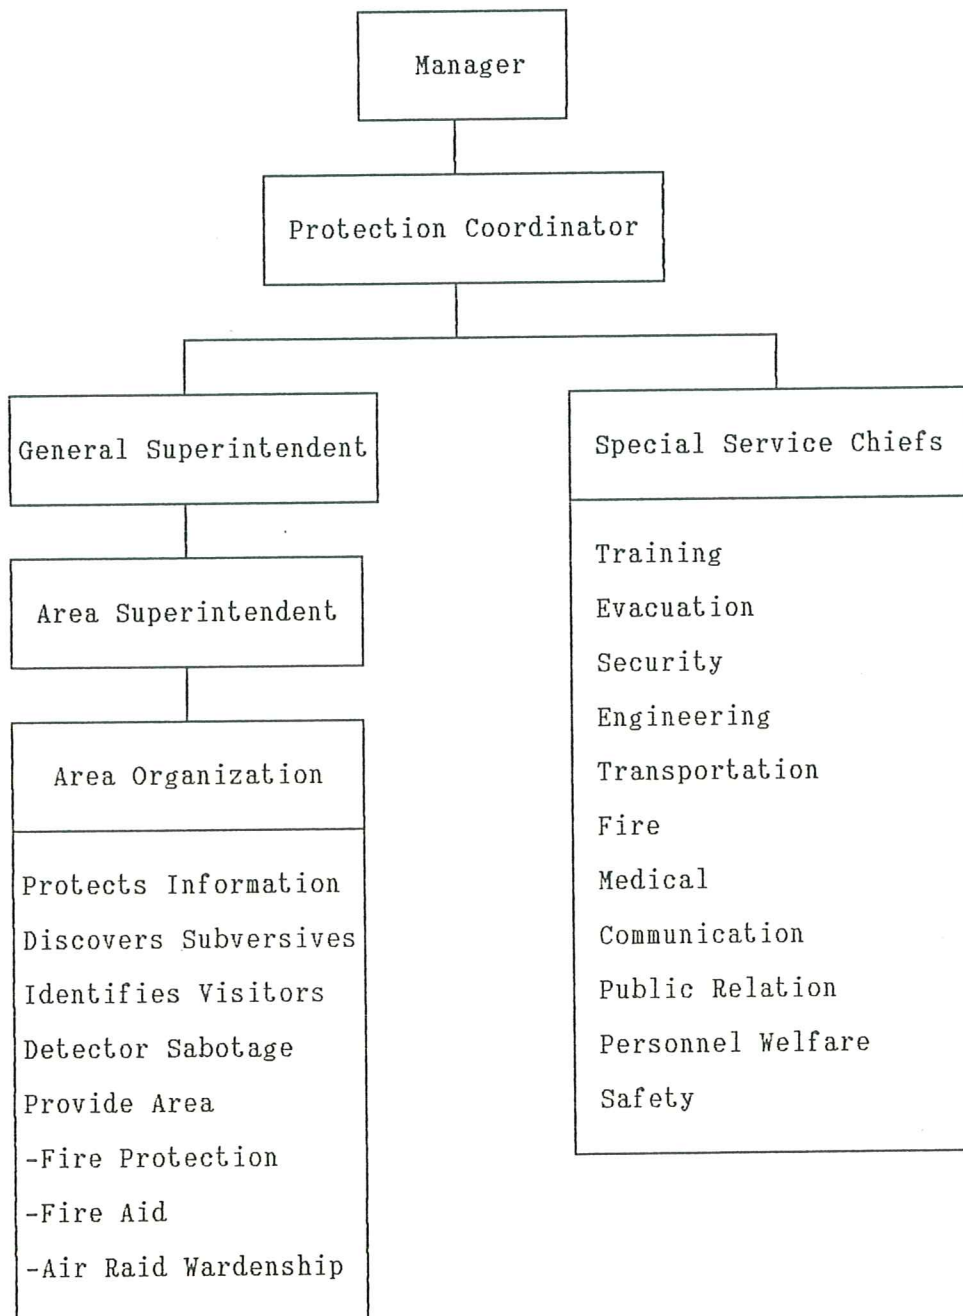 Manager
Protection Coordinator
General Superintendent
Area Superintendent
Area Organization
Protects Information
Discovers Subversives
Identifies Visitors
Detector Sabotage
Provide Area
-Fire Protection
-Fire Aid
-Air Raid Wardenship
Special Service Chiefs
Training
Evacuation
Security
Engineering
Transportation
Fire
Medical
Communication
Public Relation
Personnel Welfare
Safety